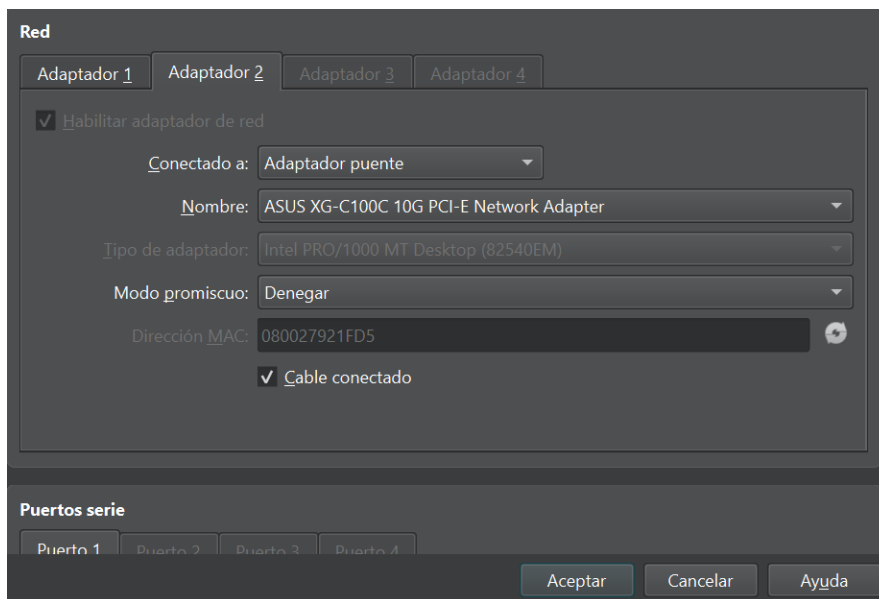 Red
Adaptador 1 Adaptador 2 Adaptador 3 Adaptador 4
Habilitar adaptador de red
Conectado a: Adaptador puente
Nombre: ASUS XG-C100C 10G PCI-E Network Adapter
Tipo de adaptador: Intel PRO/1000 MT Desktop (82540EM)
Modo promiscuo: Denegar
Dirección MAC: 080027921FD5
Cable conectado
Puertos serie
Puerto 1 Puerto 2 Puerto 3 Puerto 4
Aceptar Cancelar Ayuda